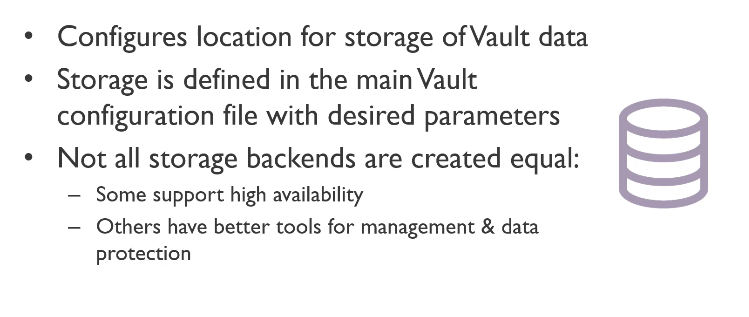 • Configures location for storage of Vault data
• Storage is defined in the main Vault
configuration file with desired parameters
• Not all storage backends are created equal:
– Some support high availability
– Others have better tools for management & data
protection